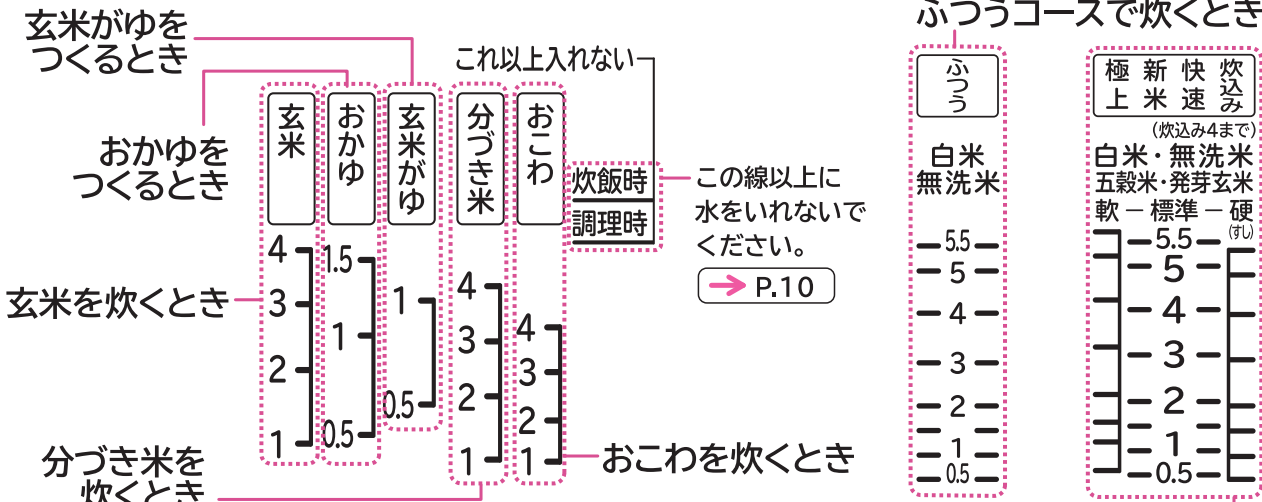 玄米がゆを
つくるとき
おかゆを
つくるとき
玄米を炊くとき
分づき米を
炊くとき
玄米
4
3
2
1
おかゆ
1.5
1
0.5
玄米がゆ
1
0.5
分づき米
4
3
2
1
おこわ
4
3
2
1
おこわを炊くとき
これ以上入れない
炊飯時
調理時
この線以上に
水をいれないで
ください。
P.10
ふつうコースで炊くとき
ふつう
白米
無洗米
5.5
5
4
3
2
1
0.5
極上 新米 快速 炊込み
(炊込み4まで)
白米・無洗米
五穀米・発芽玄米
軟－標準－硬
(すし)
5.5
5
4
3
2
1
0.5